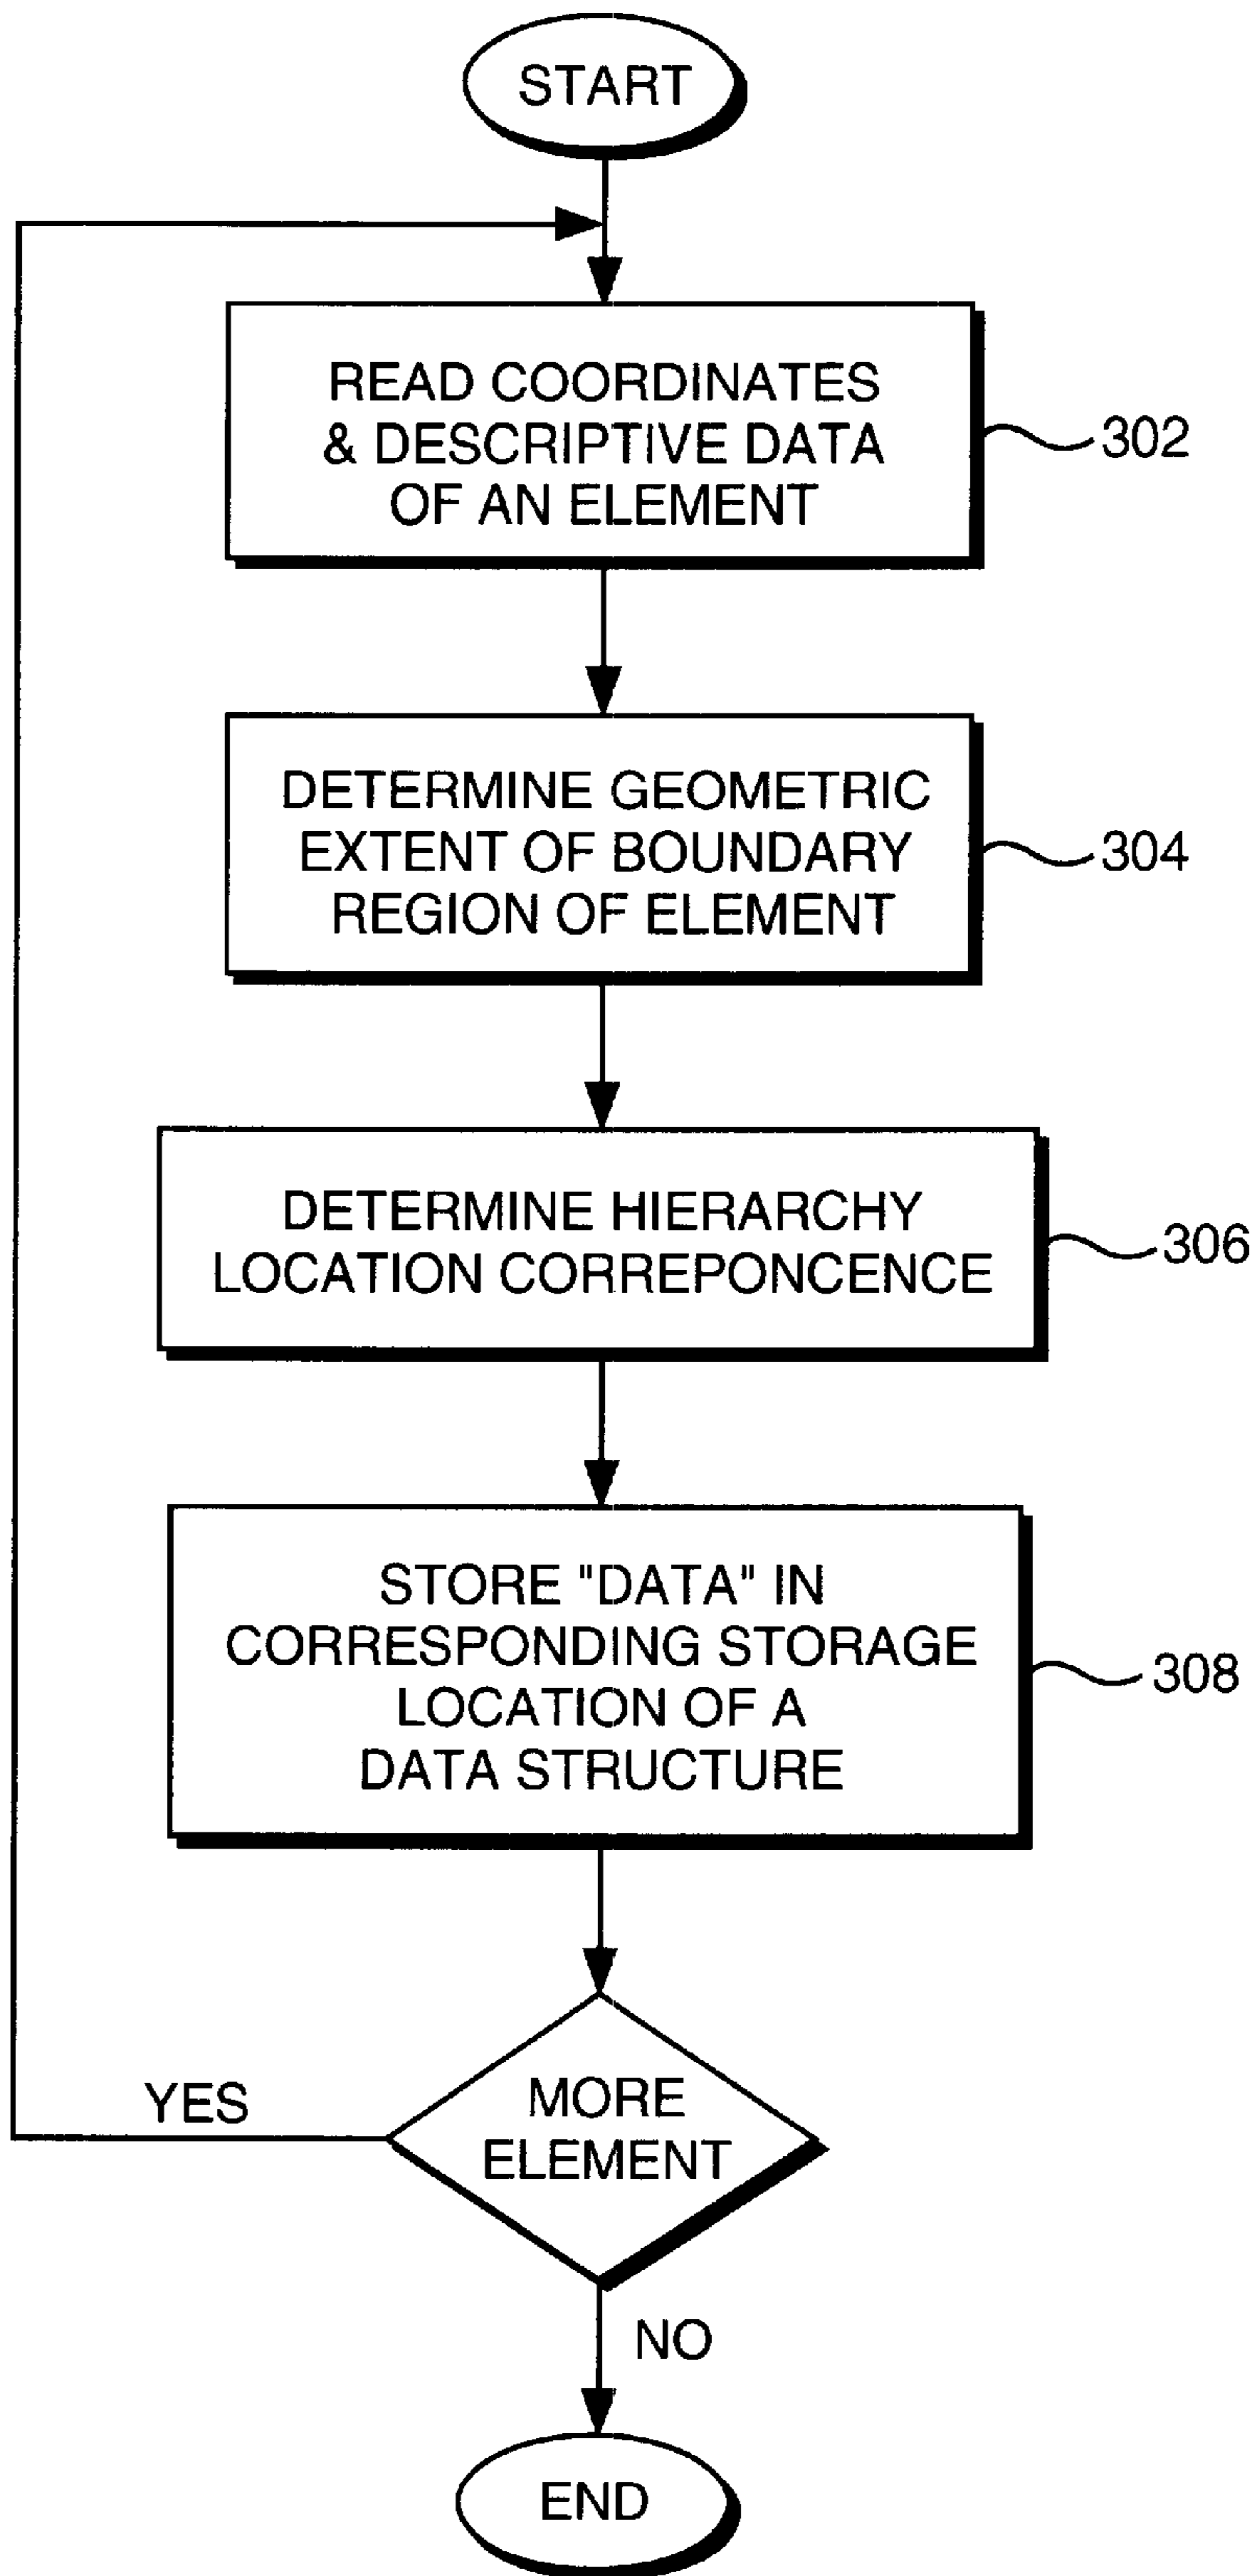 START
READ COORDINATES
& DESCRIPTIVE DATA
OF AN ELEMENT
302
DETERMINE GEOMETRIC
EXTENT OF BOUNDARY
REGION OF ELEMENT
304
DETERMINE HIERARCHY
LOCATION CORREPONCENCE
306
STORE "DATA" IN
CORRESPONDING STORAGE
LOCATION OF A
DATA STRUCTURE
308
MORE
ELEMENT
YES
NO
END